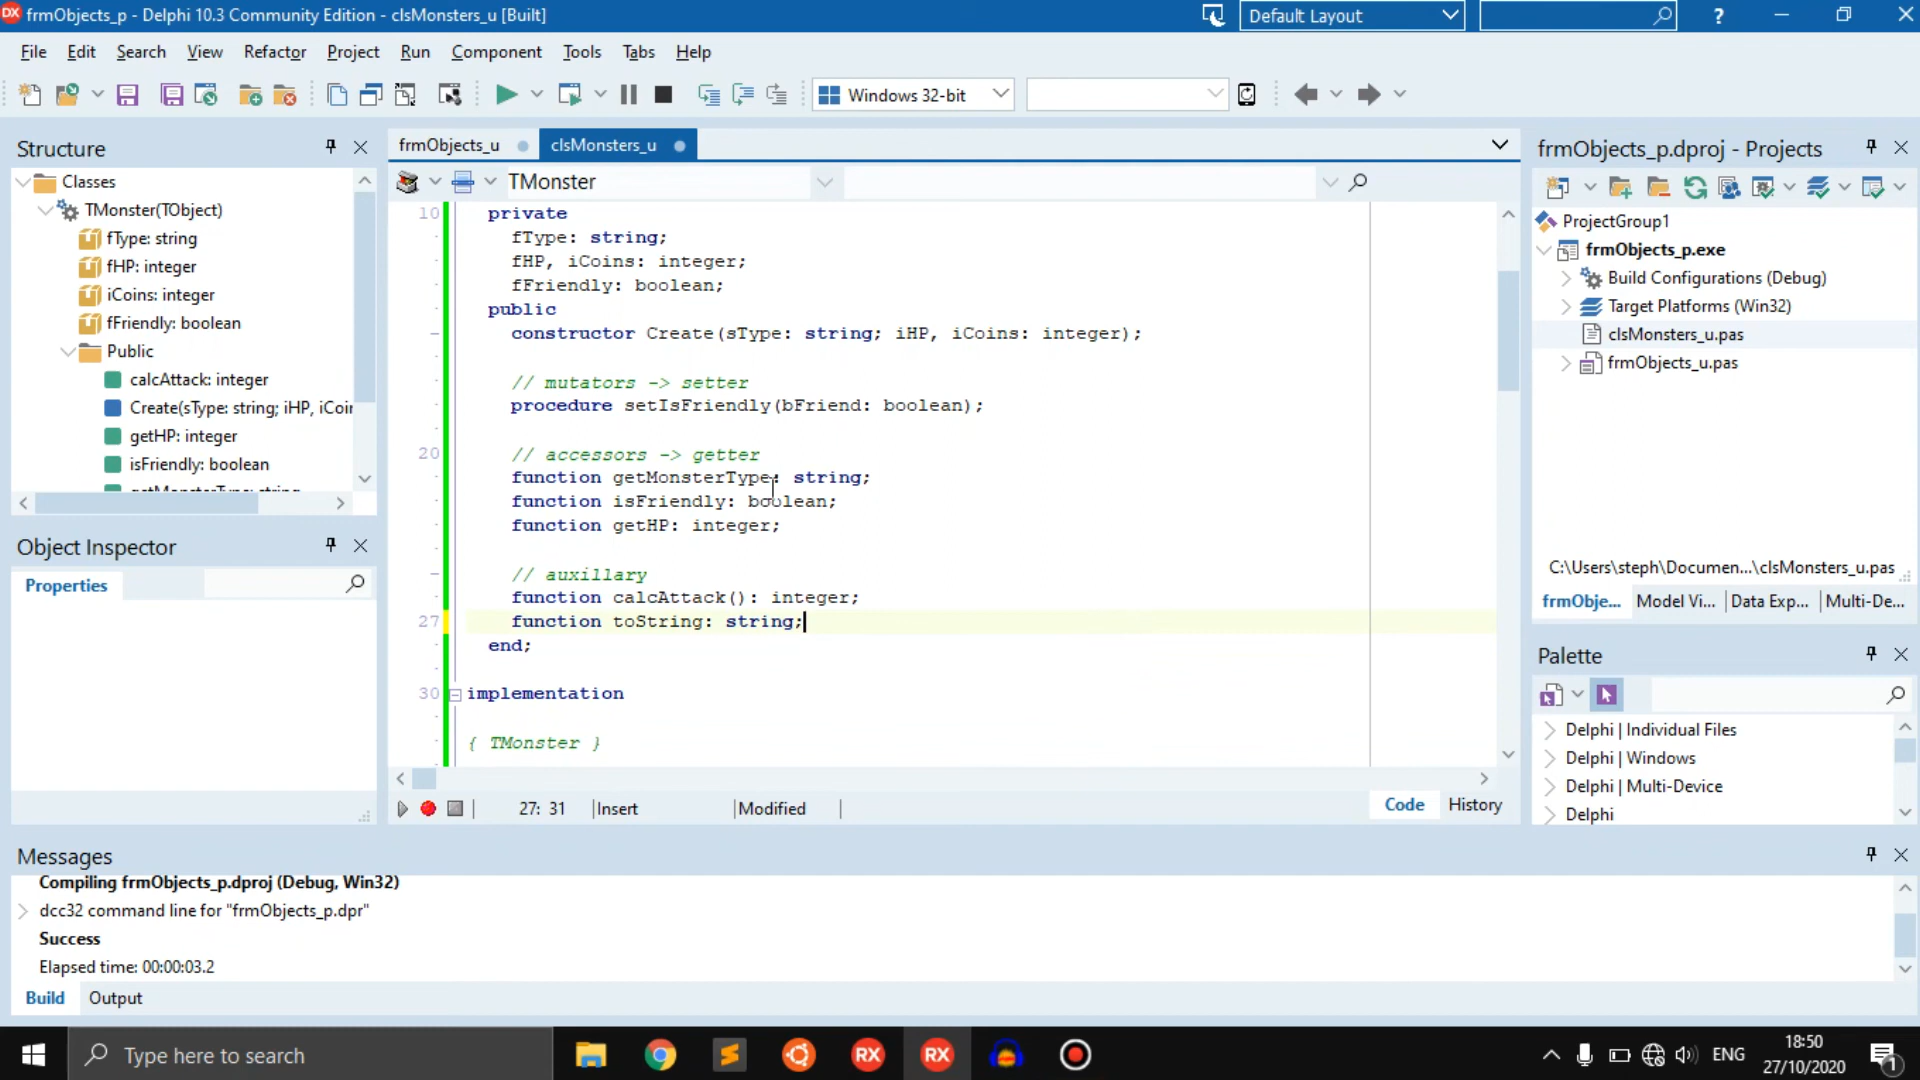 frmObjects_p - Delphi 10.3 Community Edition - clsMonsters_u [Built]
Default Layout
?
File Edit Search View Refactor Project Run Component Tools Tabs Help
Windows 32-bit
Structure
Classes
TMonster(TObject)
fType: string
fHP: integer
iCoins: integer
fFriendly: boolean
Public
calcAttack: integer
Create(sType: string; iHP, iCoin
getHP: integer
isFriendly: boolean
getMonsterType: string
Object Inspector
Properties
frmObjects_u clsMonsters_u
TMonster
10 private
fType: string;
fHP, iCoins: integer;
fFriendly: boolean;
public
constructor Create(sType: string; iHP, iCoins: integer);
// mutators -> setter
procedure setIsFriendly(bFriend: boolean);
20 // accessors -> getter
function getMonsterType: string;
function isFriendly: boolean;
function getHP: integer;
// auxillary
function calcAttack(): integer;
27 function toString: string;
end;
30 implementation
{ TMonster }
27: 31 Insert Modified
Code History
frmObjects_p.dproj - Projects
ProjectGroup1
frmObjects_p.exe
Build Configurations (Debug)
Target Platforms (Win32)
clsMonsters_u.pas
frmObjects_u.pas
C:\Users\steph\Documen...\clsMonsters_u.pas
frmObje... Model Vi... Data Exp... Multi-De...
Palette
Delphi | Individual Files
Delphi | Windows
Delphi | Multi-Device
Delphi
Messages
Compiling frmObjects_p.dproj (Debug, Win32)
dcc32 command line for "frmObjects_p.dpr"
Success
Elapsed time: 00:00:03.2
Build Output
Type here to search
RX
RX
ENG
18:50
27/10/2020
1